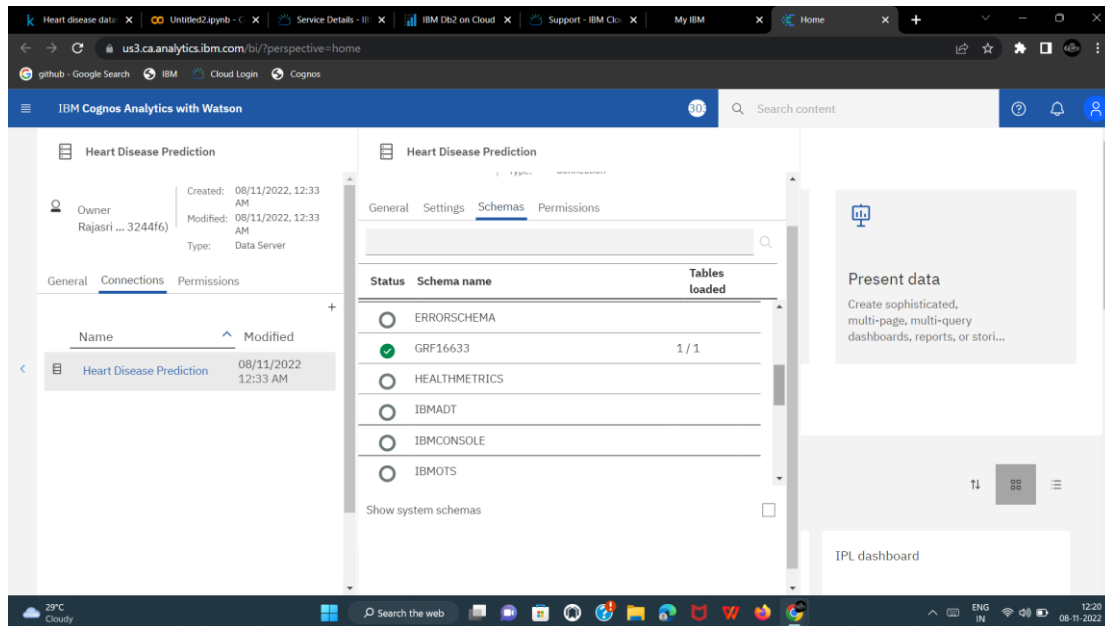 Heart disease data
Untitled2.ipynb - C
Service Details - IB
IBM Db2 on Cloud
Support - IBM Clou
My IBM
Home
us3.ca.analytics.ibm.com/bi/?perspective=home
github - Google Search
IBM
Cloud Login
Cognos
IBM Cognos Analytics with Watson
Search content
Heart Disease Prediction
Owner
Rajasri ... 3244f6)
Created: 08/11/2022, 12:33
AM
Modified: 08/11/2022, 12:33
AM
Type: Data Server
General Connections Permissions
Name Modified
Heart Disease Prediction 08/11/2022
12:33 AM
Heart Disease Prediction
Type: Connection
General Settings Schemas Permissions
Status Schema name Tables
loaded
ERRORSCHEMA
GRF16633 1 / 1
HEALTHMETRICS
IBMADT
IBMCONSOLE
IBMOTS
Show system schemas
Present data
Create sophisticated,
multi-page, multi-query
dashboards, reports, or stori...
IPL dashboard
29°C
Cloudy
Search the web
ENG
IN
12:20
08-11-2022